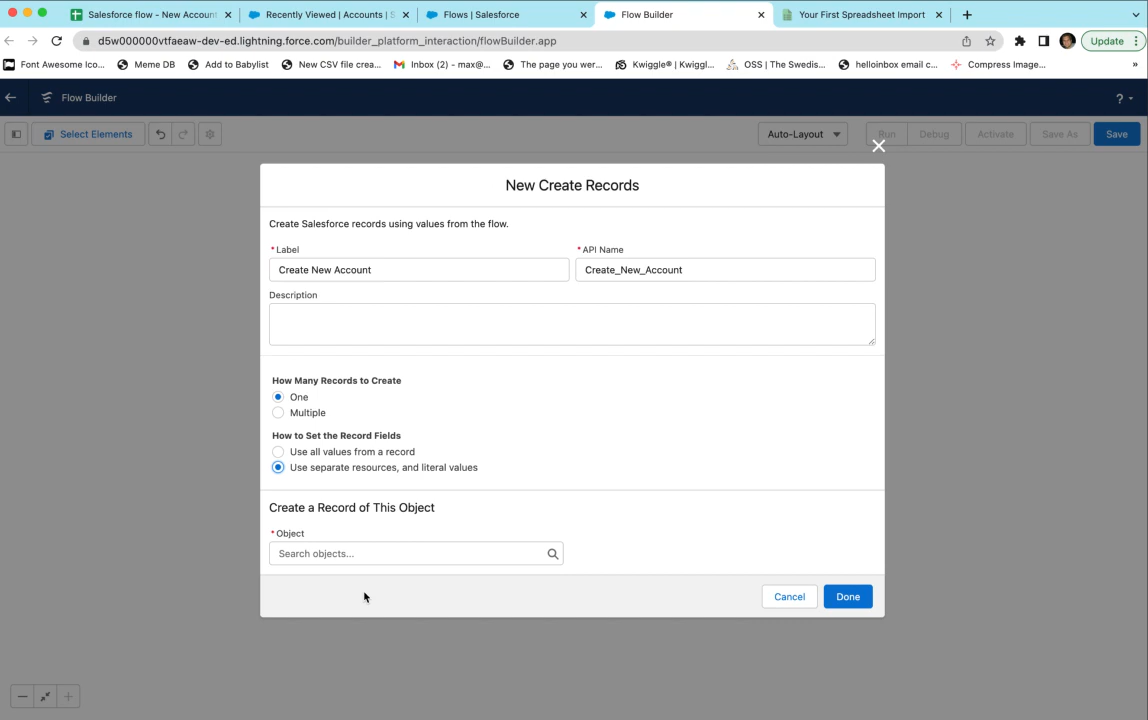 Salesforce flow - New Account
Recently Viewed | Accounts | S
Flows | Salesforce
Flow Builder
Your First Spreadsheet Import
d5w000000vtfaeaw-dev-ed.lightning.force.com/builder_platform_interaction/flowBuilder.app
Update
Font Awesome Ico...
Meme DB
Add to Babylist
New CSV file crea...
Inbox (2) - max@...
The page you wer...
Kwiggle® | Kwiggl...
OSS | The Swedis...
helloinbox email c...
Compress Image...
»
Flow Builder
?
Select Elements
Auto-Layout
Run
Debug
Activate
Save As
Save
New Create Records
Create Salesforce records using values from the flow.
* Label
* API Name
Create New Account
Create_New_Account
Description
How Many Records to Create
One
Multiple
How to Set the Record Fields
Use all values from a record
Use separate resources, and literal values
Create a Record of This Object
* Object
Search objects...
Cancel
Done